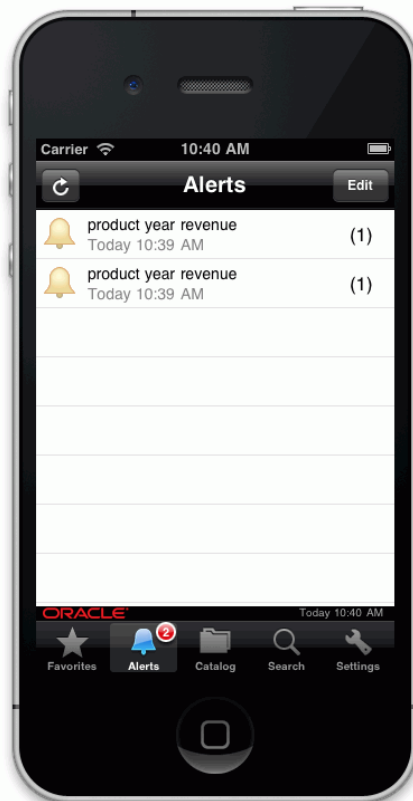 Carrier 10:40 AM
Alerts Edit
product year revenue (1)
Today 10:39 AM
product year revenue (1)
Today 10:39 AM
ORACLE Today 10:40 AM
2
Favorites Alerts Catalog Search Settings